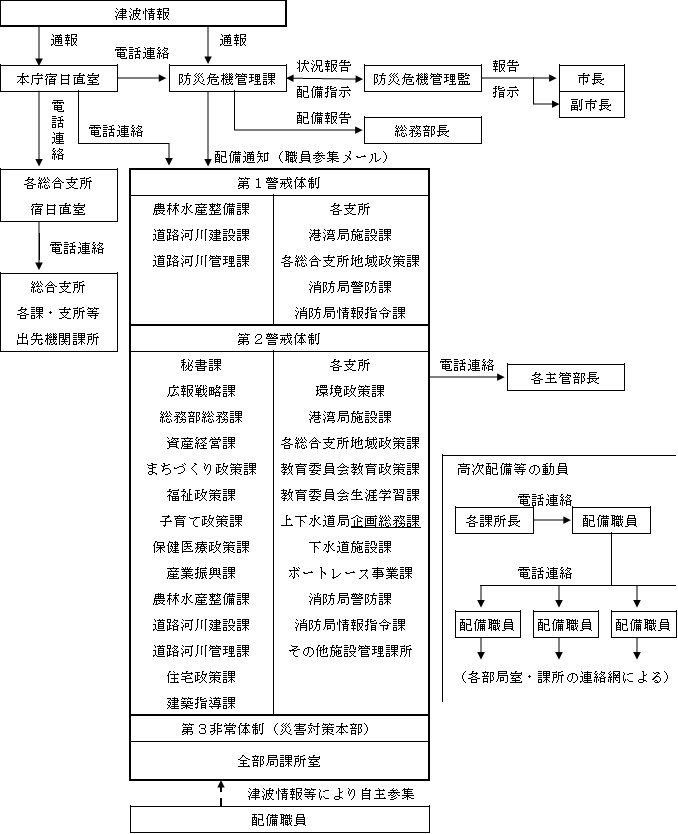 津波情報
通報
通報
電話連絡
状況報告
報告
本庁宿日直室
防災危機管理課
防災危機管理監
市長
配備指示
指示
副市長
電話連絡
電話連絡
配備報告
総務部長
配備通知（職員参集メール）
各総合支所
宿日直室
電話連絡
総合支所
各課・支所等
出先機関課所
第１警戒体制
農林水産整備課
各支所
道路河川建設課
港湾局施設課
道路河川管理課
各総合支所地域政策課
消防局警防課
消防局情報指令課
第２警戒体制
秘書課
各支所
広報戦略課
環境政策課
総務部総務課
港湾局施設課
資産経営課
各総合支所地域政策課
まちづくり政策課
教育委員会教育政策課
福祉政策課
教育委員会生涯学習課
子育て政策課
上下水道局企画総務課
保健医療政策課
下水道施設課
産業振興課
ボートレース事業課
農林水産整備課
消防局警防課
道路河川建設課
消防局情報指令課
道路河川管理課
その他施設管理課所
住宅政策課
建築指導課
電話連絡
各主管部長
第３非常体制（災害対策本部）
全部局課所室
津波情報等により自主参集
配備職員
高次配備等の動員
電話連絡
各課所長
配備職員
電話連絡
配備職員
配備職員
配備職員
（各部局室・課所の連絡網による）